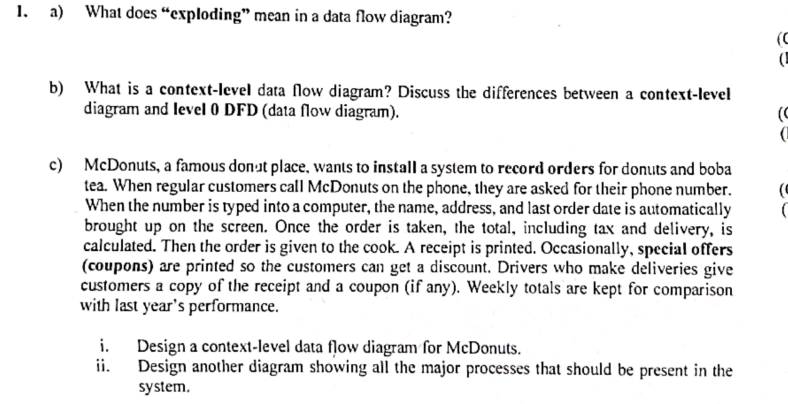 1. a) What does “exploding” mean in a data flow diagram?
b) What is a context-level data flow diagram? Discuss the differences between a context-level
diagram and level 0 DFD (data flow diagram).
c) McDonuts, a famous donut place, wants to install a system to record orders for donuts and boba
tea. When regular customers call McDonuts on the phone, they are asked for their phone number.
When the number is typed into a computer, the name, address, and last order date is automatically
brought up on the screen. Once the order is taken, the total, including tax and delivery, is
calculated. Then the order is given to the cook. A receipt is printed. Occasionally, special offers
(coupons) are printed so the customers can get a discount. Drivers who make deliveries give
customers a copy of the receipt and a coupon (if any). Weekly totals are kept for comparison
with last year's performance.
i. Design a context-level data flow diagram for McDonuts.
ii. Design another diagram showing all the major processes that should be present in the
system.